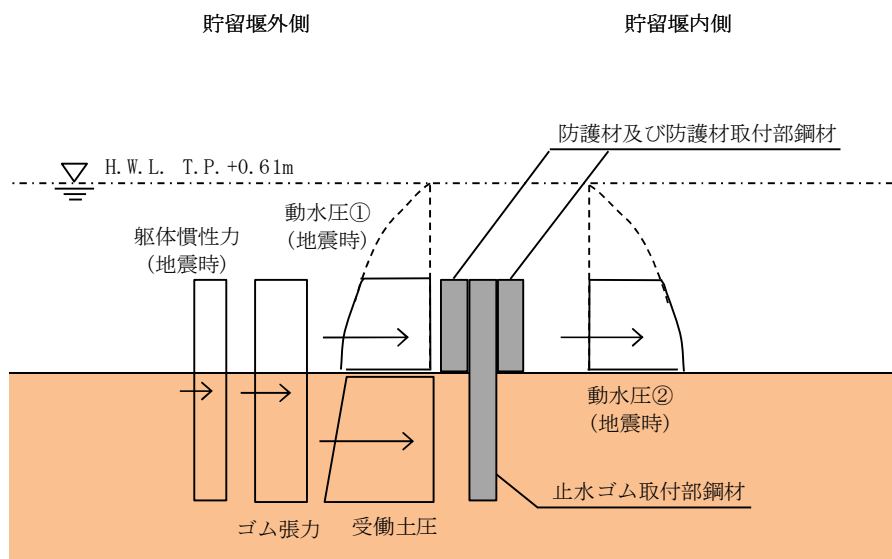 貯留堰外側
貯留堰内側
防護材及び防護材取付部鋼材
H.W.L. T.P.+0.61m
動水圧①
(地震時)
躯体慣性力
(地震時)
動水圧②
(地震時)
止水ゴム取付部鋼材
ゴム張力
受働土圧